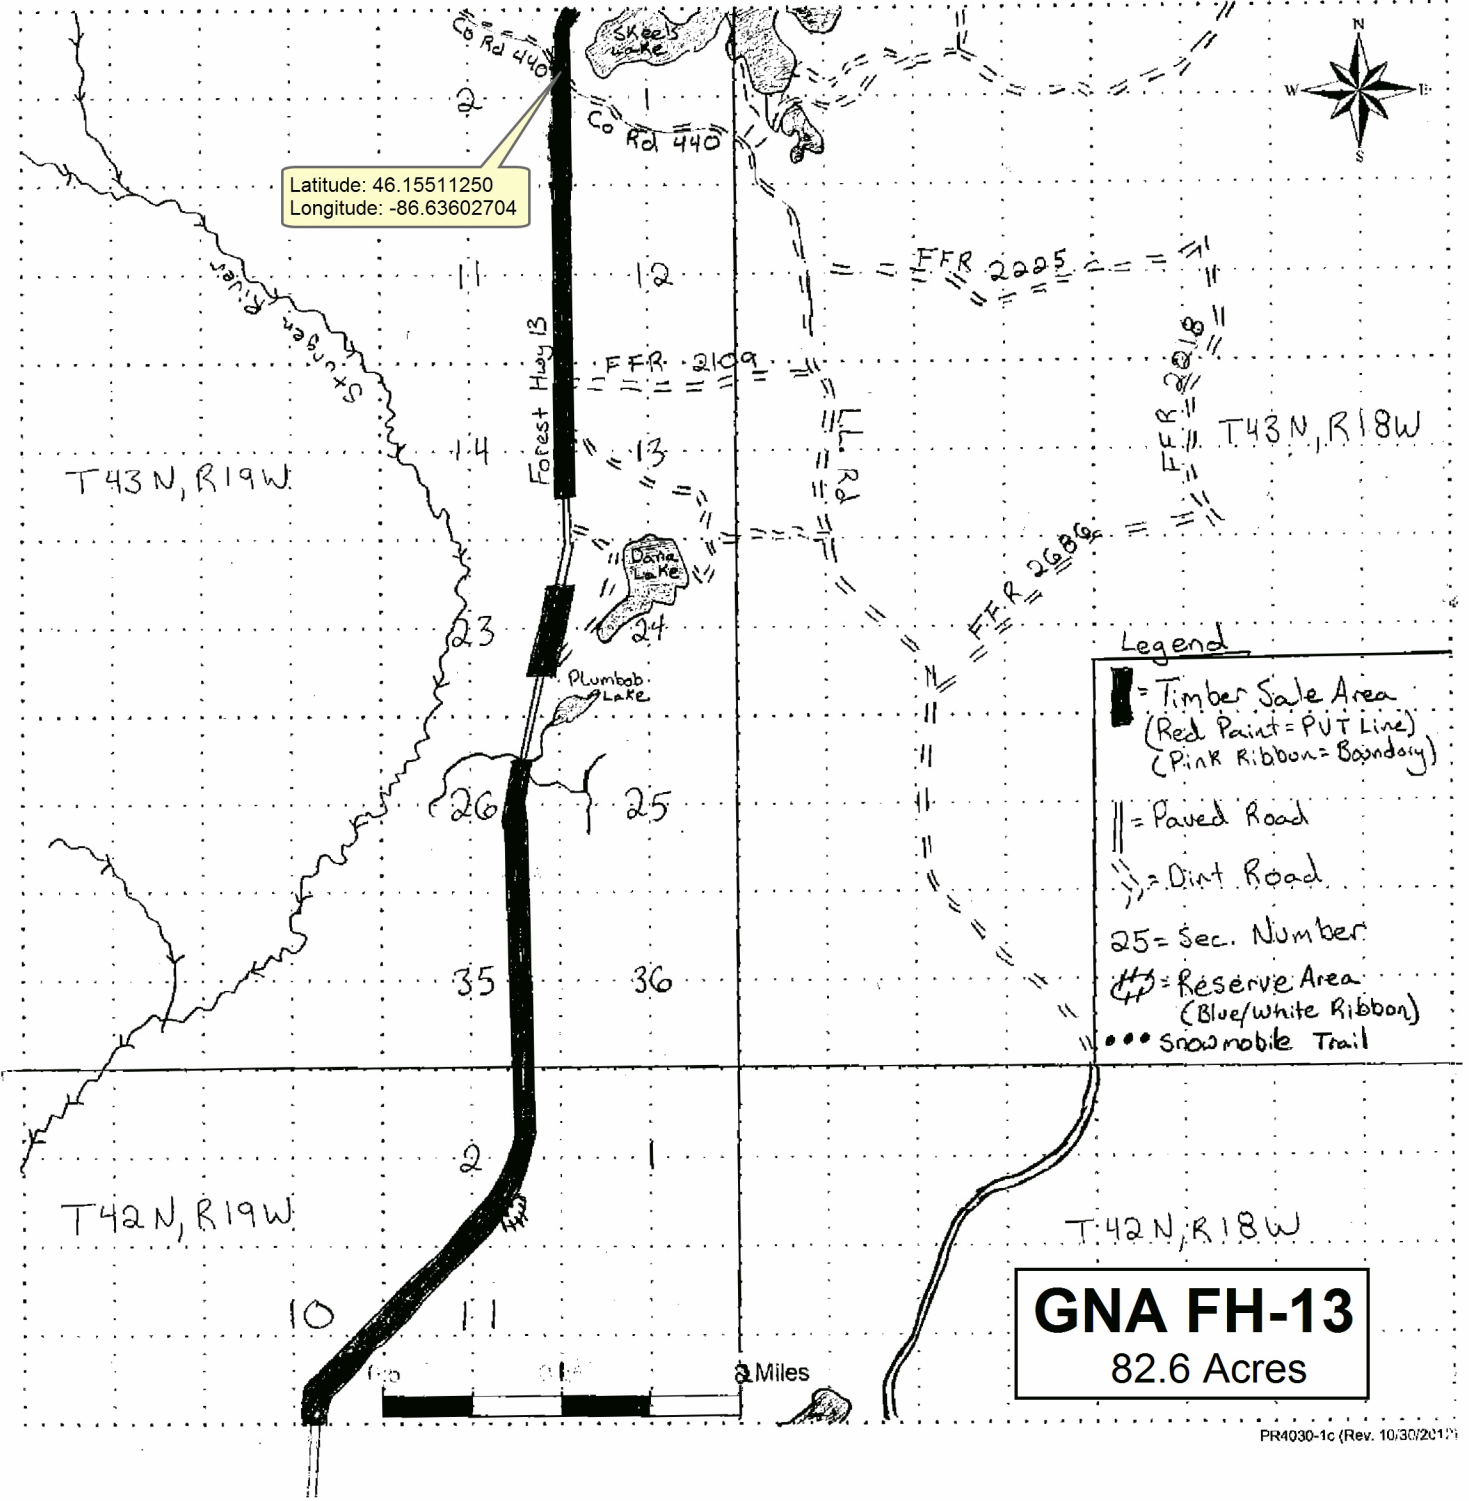 Skeels
Lake
N
W E
S
Co Rd 440
2
1
Co Rd 440
Latitude: 46.15511250
Longitude: -86.63602704
11
12
FFR 2225
Sturgen River
Forest Hwy 13
FFR 2109
FFR 2218
14
13
LL Rd
T43N, R19W
T43N, R18W
Dana
Lake
FFR 2686
23
24
Plumbob
Lake
26
25
35
36
Legend
= Timber Sale Area
(Red Paint = PVT Line)
(Pink Ribbon = Boundary)
= Paved Road
= Dirt Road
25 = Sec. Number
= Reserve Area
(Blue/White Ribbon)
••• Snowmobile Trail
2
1
T42N, R19W
T42N, R18W
10
11
GNA FH-13
82.6 Acres
2 Miles
PR4030-1c (Rev. 10/30/2012)